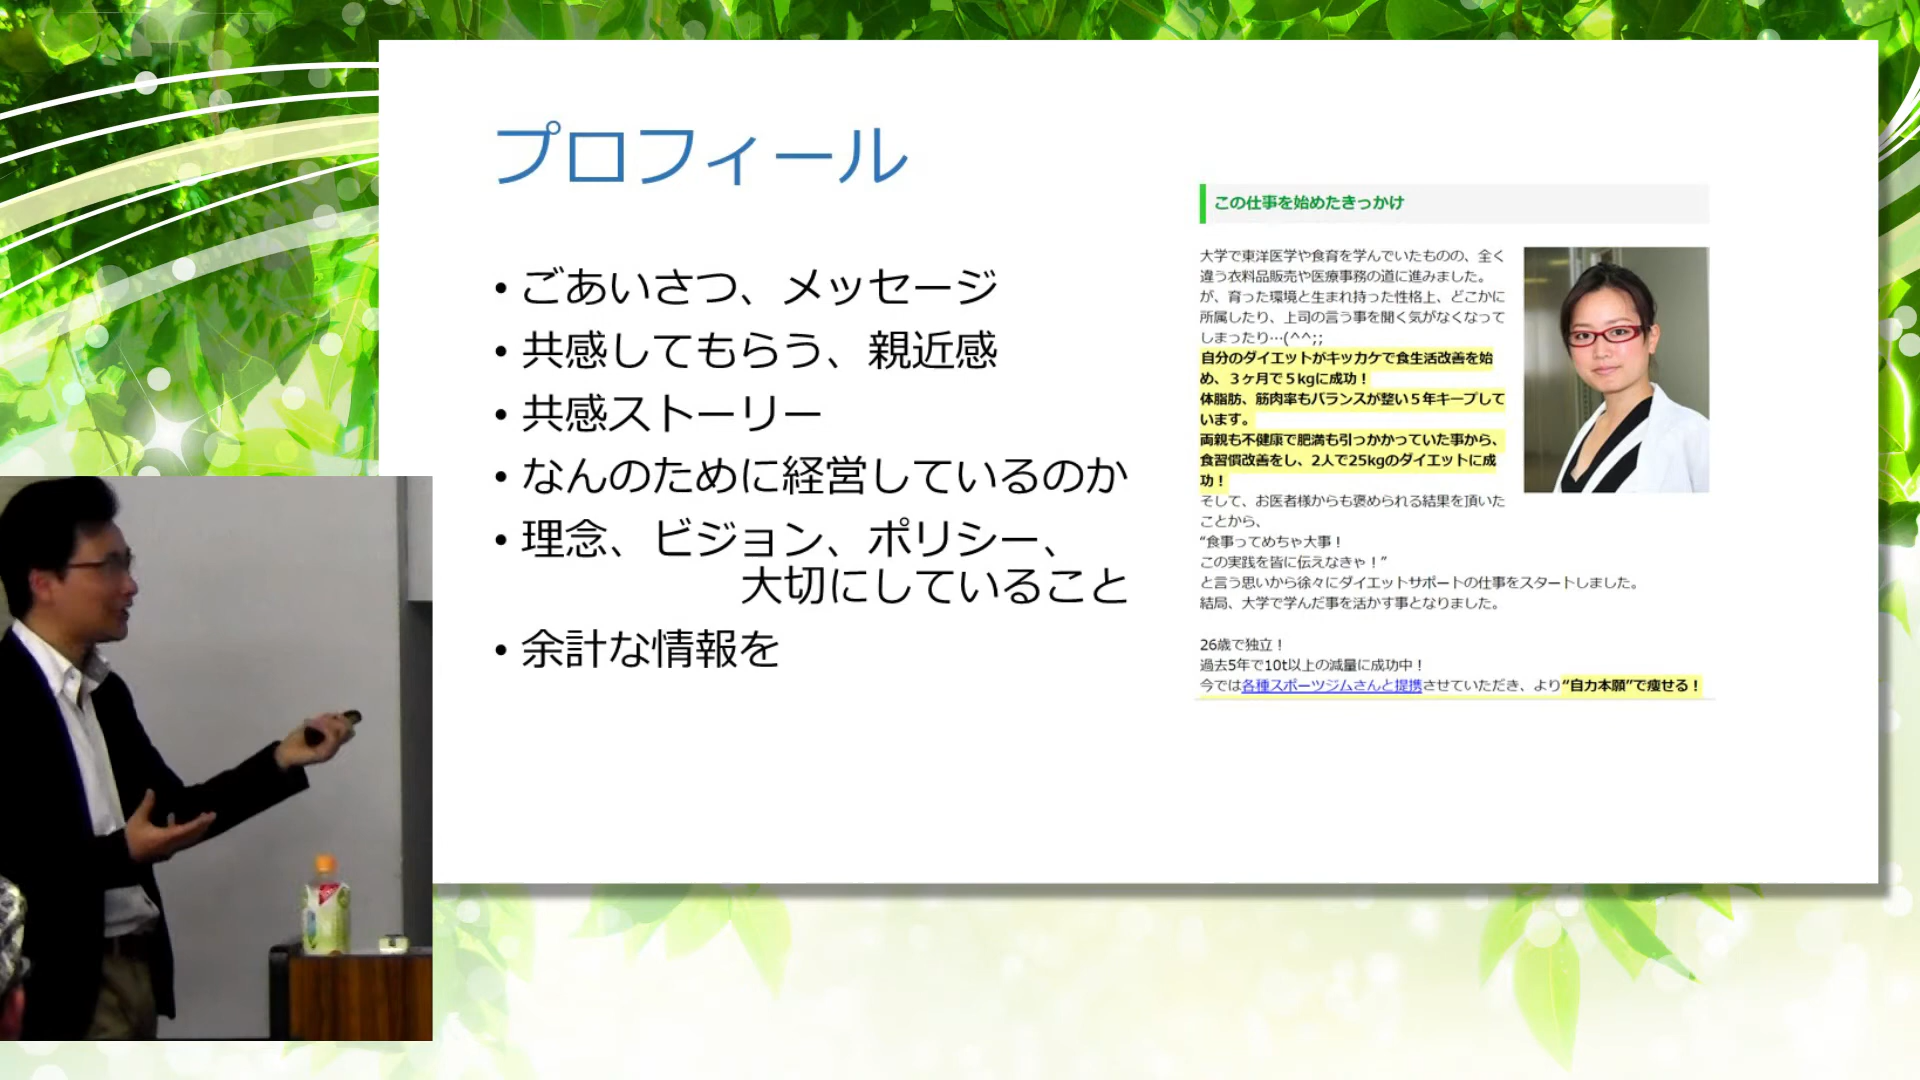 プロフィール
• ごあいさつ、メッセージ
• 共感してもらう、親近感
• 共感ストーリー
• なんのために経営しているのか
• 理念、ビジョン、ポリシー、
大切にしていること
• 余計な情報を
この仕事を始めたきっかけ
大学で東洋医学や食育を学んでいたものの、全く
違う衣料品販売や医療事務の道に進みました。
が、育った環境と生まれ持った性格上、どこかに
所属したり、上司の言う事を聞く気がなくなって
しまったり…(^^;;
自分のダイエットがキッカケで食生活改善を始
め、３ヶ月で５kgに成功！
体脂肪、筋肉率もバランスが整い５年キープして
います。
両親も不健康で肥満も引っかかっていた事から、
食習慣改善をし、2人で25kgのダイエットに成
功！
そして、お医者様からも褒められる結果を頂いた
ことから、
“食事ってめちゃ大事！
この実践を皆に伝えなきゃ！”
と言う思いから徐々にダイエットサポートの仕事をスタートしました。
結局、大学で学んだ事を活かす事となりました。
26歳で独立！
過去5年で10t以上の減量に成功中！
今では各種スポーツジムさんと提携させていただき、より“自力本願”で痩せる！